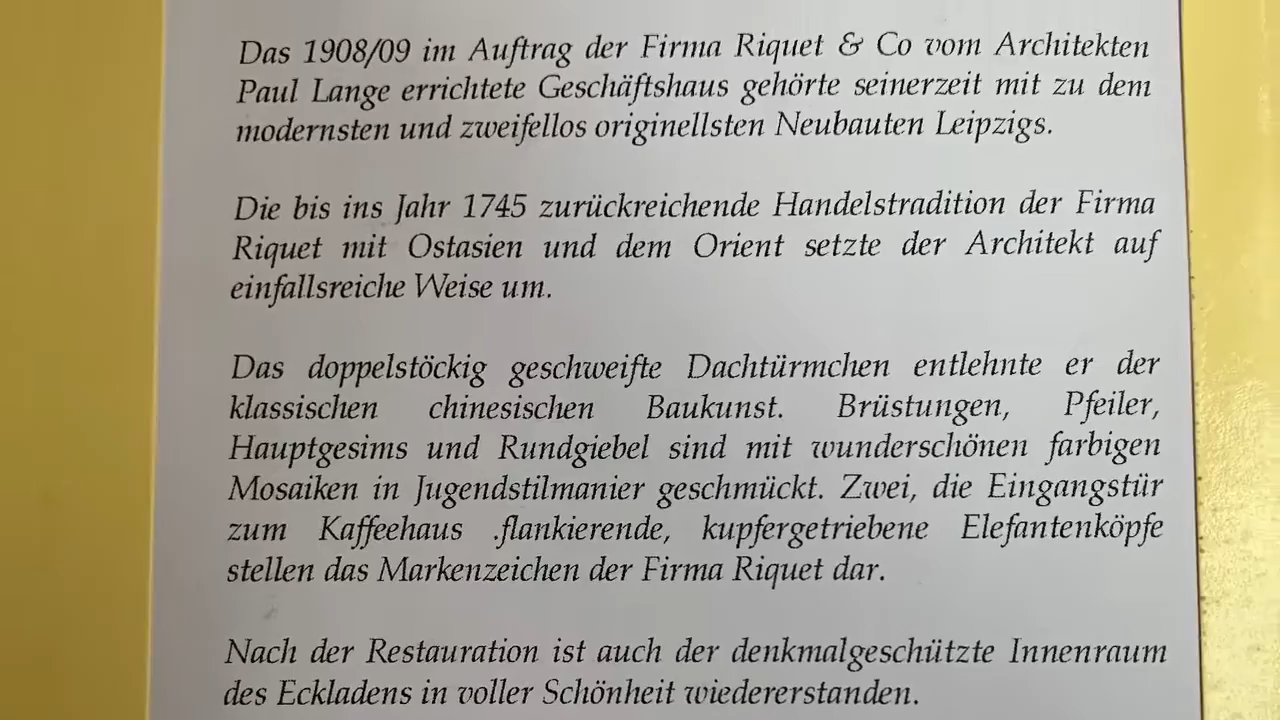 Das 1908/09 im Auftrag der Firma Riquet & Co vom Architekten
Paul Lange errichtete Geschäftshaus gehörte seinerzeit mit zu dem
modernsten und zweifellos originellsten Neubauten Leipzigs.
Die bis ins Jahr 1745 zurückreichende Handelstradition der Firma
Riquet mit Ostasien und dem Orient setzte der Architekt auf
einfallsreiche Weise um.
Das doppelstöckig geschweifte Dachtürmchen entlehnte er der
klassischen chinesischen Baukunst. Brüstungen, Pfeiler,
Hauptgesims und Rundgiebel sind mit wunderschönen farbigen
Mosaiken in Jugendstilmanier geschmückt. Zwei, die Eingangstür
zum Kaffeehaus .flankierende, kupfergetriebene Elefantenköpfe
stellen das Markenzeichen der Firma Riquet dar.
Nach der Restauration ist auch der denkmalgeschützte Innenraum
des Eckladens in voller Schönheit wiedererstanden.